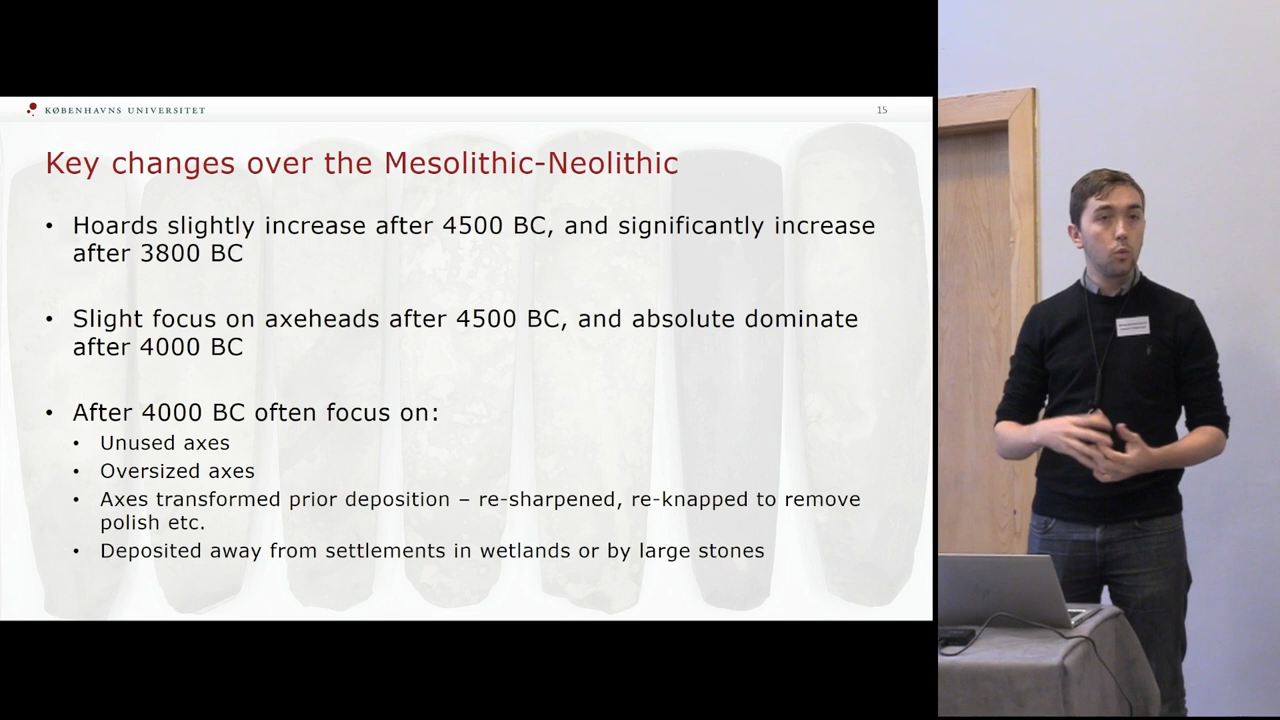 KØBENHAVNS UNIVERSITET
15
Key changes over the Mesolithic-Neolithic
• Hoards slightly increase after 4500 BC, and significantly increase
after 3800 BC
• Slight focus on axeheads after 4500 BC, and absolute dominate
after 4000 BC
• After 4000 BC often focus on:
• Unused axes
• Oversized axes
• Axes transformed prior deposition – re-sharpened, re-knapped to remove
polish etc.
• Deposited away from settlements in wetlands or by large stones